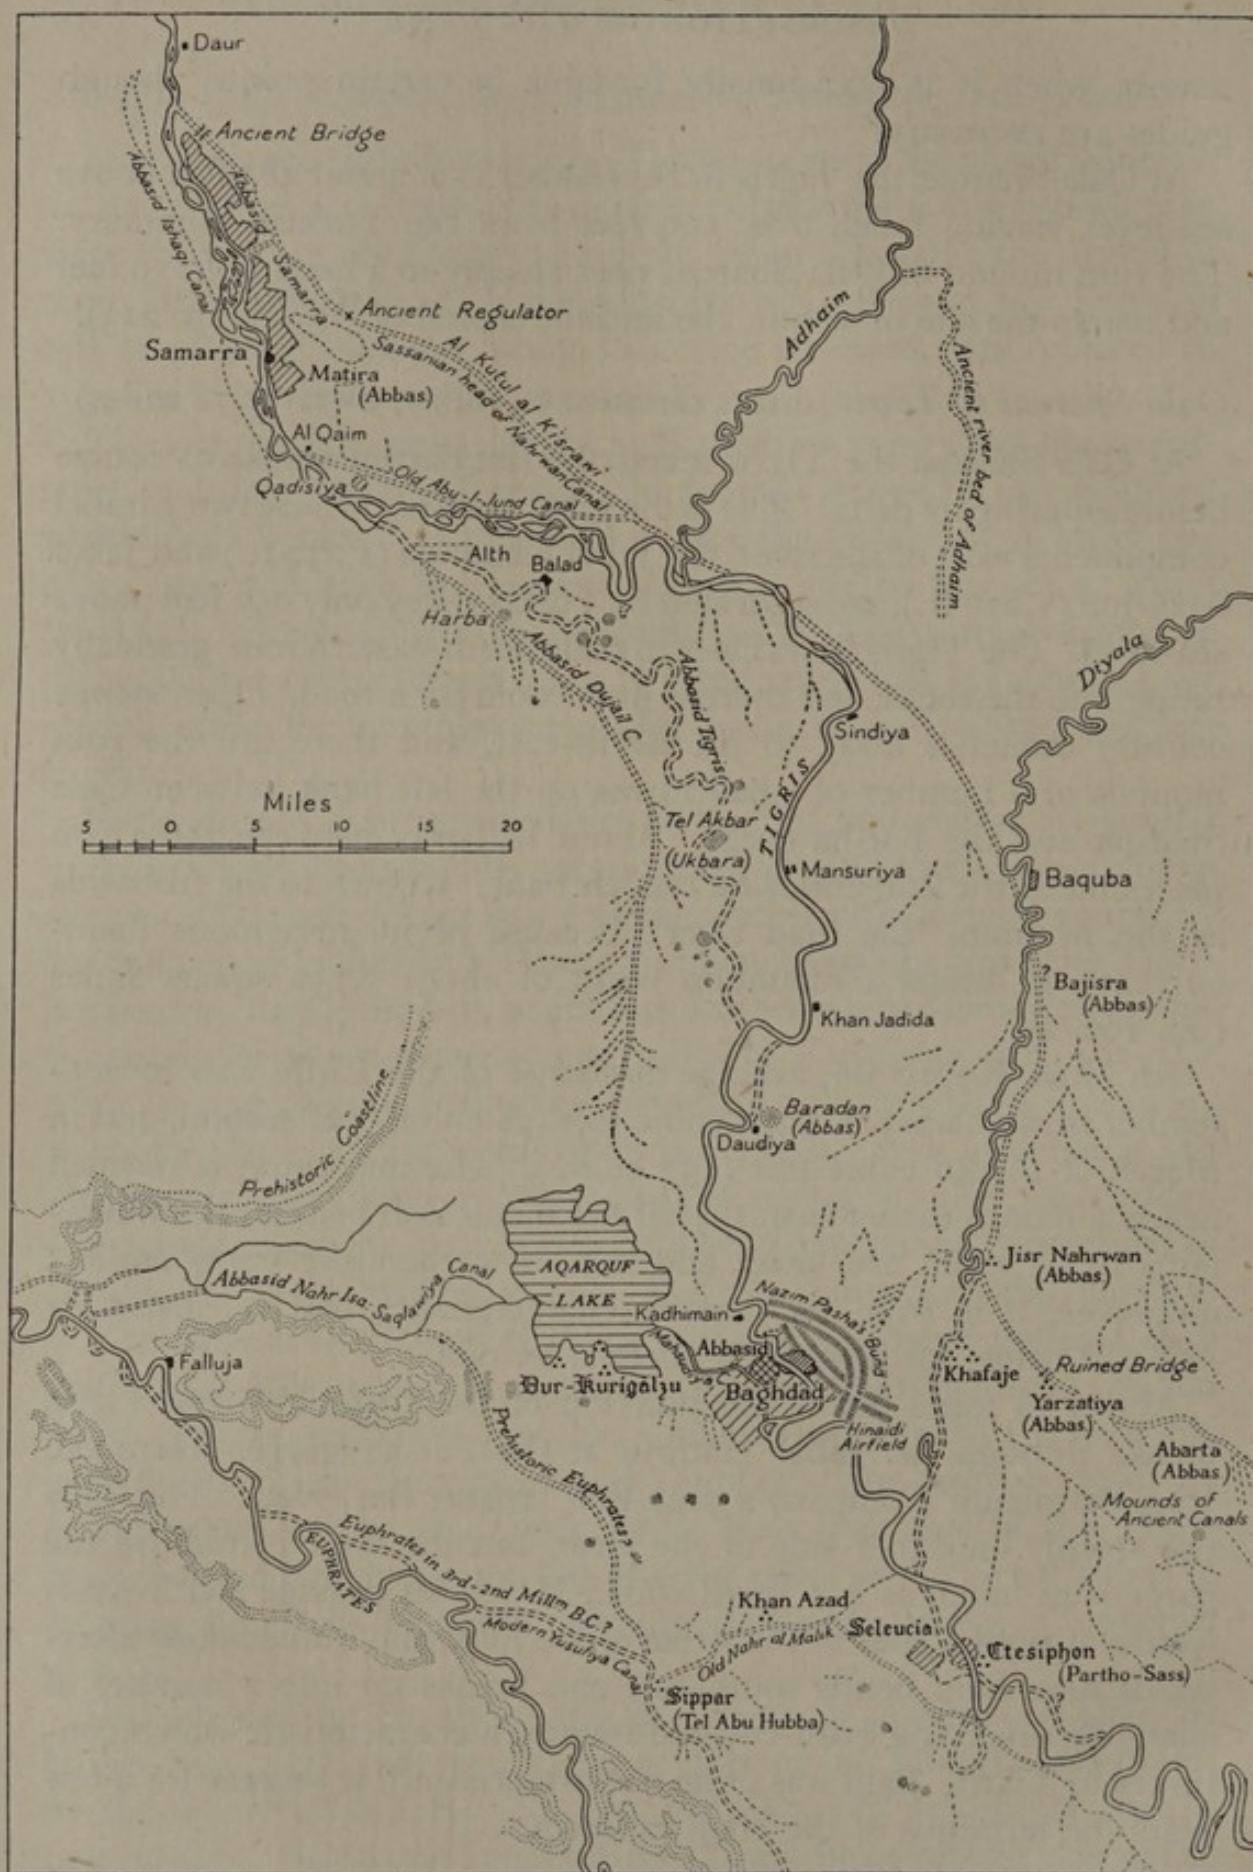 Daur
Ancient Bridge
Abbasid Ishaqi Canal
Abbasid Samarra
Ancient Regulator
Al Kutul al Kisrawi
Sassanian head of Nahrwan Canal
Samarra
Matira
(Abbas)
Al Qaim
Old Abu-l-Jund Canal
Qadisiya
Adhaim
Ancient river bed of Adhaim
Alth
Balad
Harba
Abbasid Dujail C.
Abbasid Tigris
Diyala
Sindiya
TIGRIS
Miles
5 0 5 10 15 20
Tel Akbar
(Ukbara)
Mansuriya
Baquba
? Bajisra
(Abbas)
Khan Jadida
Prehistoric Coastline
Baradan
(Abbas)
Daudiya
AQARQUF
LAKE
Abbasid Nahr Isa: Saqlawiya Canal
Jisr Nahrwan
(Abbas)
Kadhimain
Nazim Pasha's Bund
Falluja
Abbasid
Baghdad
Dur-Kurigalzu
Khafaje
Ruined Bridge
Yarzatiya
(Abbas)
Hinaidi
Airfield
Abarta
(Abbas)
Prehistoric Euphrates?
Mounds of
Ancient Canals
Euphrates in 3rd-2nd Millm B.C.?
EUPHRATES
Modern Yusufiya Canal
Khan Azad
Old Nahr al Malik
Seleucia
Ctesiphon
(Partho-Sass)
Sippar
(Tel Abu Hubba)